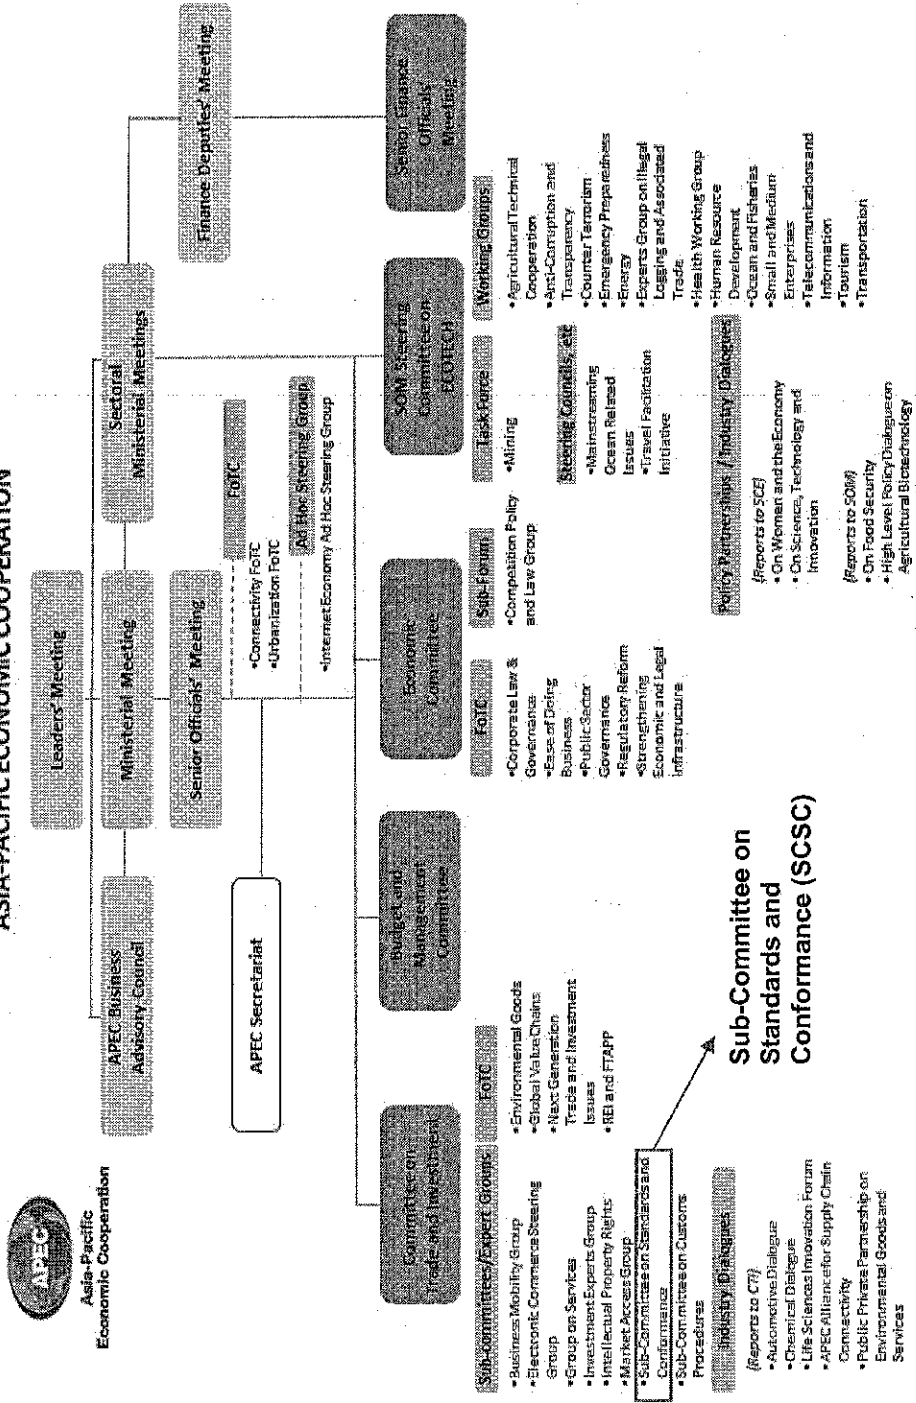 ASIA-PACIFIC ECONOMIC COOPERATION
APEC
Asia-Pacific
Economic Cooperation
Leaders' Meeting
APEC Business
Advisory Council
Ministerial Meeting
Sectoral
Ministerial Meetings
Finance Deputies' Meeting
Senior Officials' Meeting
APEC Secretariat
FoTC
•Connectivity FoTC
•Urbanization FoTC
Ad Hoc Steering Group
•Internet Economy Ad Hoc Steering Group
Committee on
Trade and Investment
Budget and
Management
Committee
Economic
Committee
SOM Steering
Committee on
ECOTECH
Senior Finance
Officials'
Meeting
Sub-committees/Expert Groups
•Business Mobility Group
•Electronic Commerce Steering
Group
•Group on Services
•Investment Experts Group
•Intellectual Property Rights
•Market Access Group
•Sub-Committee on Standards and
Conformance
•Sub-Committee on Customs
Procedures
Industry Dialogues
(Reports to CTI)
•Automotive Dialogue
•Chemical Dialogue
•Life Sciences Innovation Forum
•APEC Alliance for Supply Chain
Connectivity
•Public Private Partnership on
Environmental Goods and
Services
FoTC
•Environmental Goods
•Global Value Chains
•Next Generation
Trade and Investment
Issues
•REI and FTAPP
Sub-Committee on
Standards and
Conformance (SCSC)
FoTC
•Corporate Law &
Governance
•Ease of Doing
Business
•Public Sector
Governance
•Regulatory Reform
•Strengthening
Economic and Legal
Infrastructure
Sub-Forum
•Competition Policy
and Law Group
Task Force
•Mining
Steering Councils, etc
•Mainstreaming
Ocean Related
Issues
•Travel Facilitation
Initiative
Working Groups
•Agricultural Technical
Cooperation
•Anti-Corruption and
Transparency
•Counter Terrorism
•Emergency Preparedness
•Energy
•Experts Group on Illegal
Logging and Associated
Trade
•Health Working Group
•Human Resource
Development
•Ocean and Fisheries
•Small and Medium
Enterprises
•Telecommunications and
Information
•Tourism
•Transportation
Policy Partnerships / Industry Dialogues
(Reports to SCE)
•On Women and the Economy
•On Science, Technology and
Innovation
(Reports to SOM)
•On Food Security
•High Level Policy Dialogue on
Agricultural Biotechnology